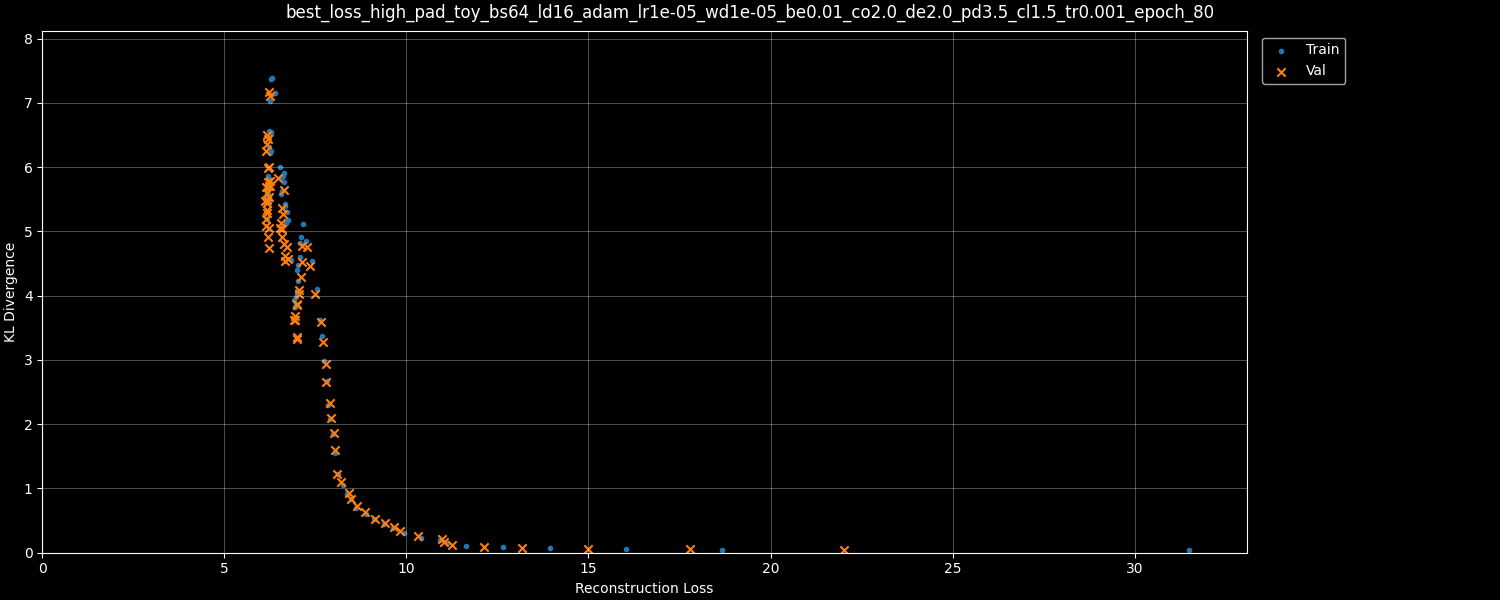 best_loss_high_pad_toy_bs64_ld16_adam_lr1e-05_wd1e-05_be0.01_co2.0_de2.0_pd3.5_cl1.5_tr0.001_epoch_80
Train
Val
KL Divergence
8
7
6
5
4
3
2
1
0
0 5 10 15 20 25 30
Reconstruction Loss